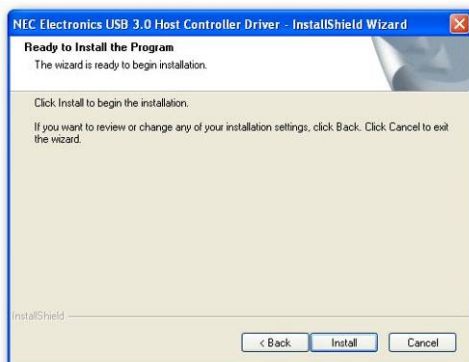 NEC Electronics USB 3.0 Host Controller Driver - InstallShield Wizard
Ready to Install the Program
The wizard is ready to begin installation.
Click Install to begin the installation.
If you want to review or change any of your installation settings, click Back. Click Cancel to exit
the wizard.
InstallShield
< Back Install Cancel